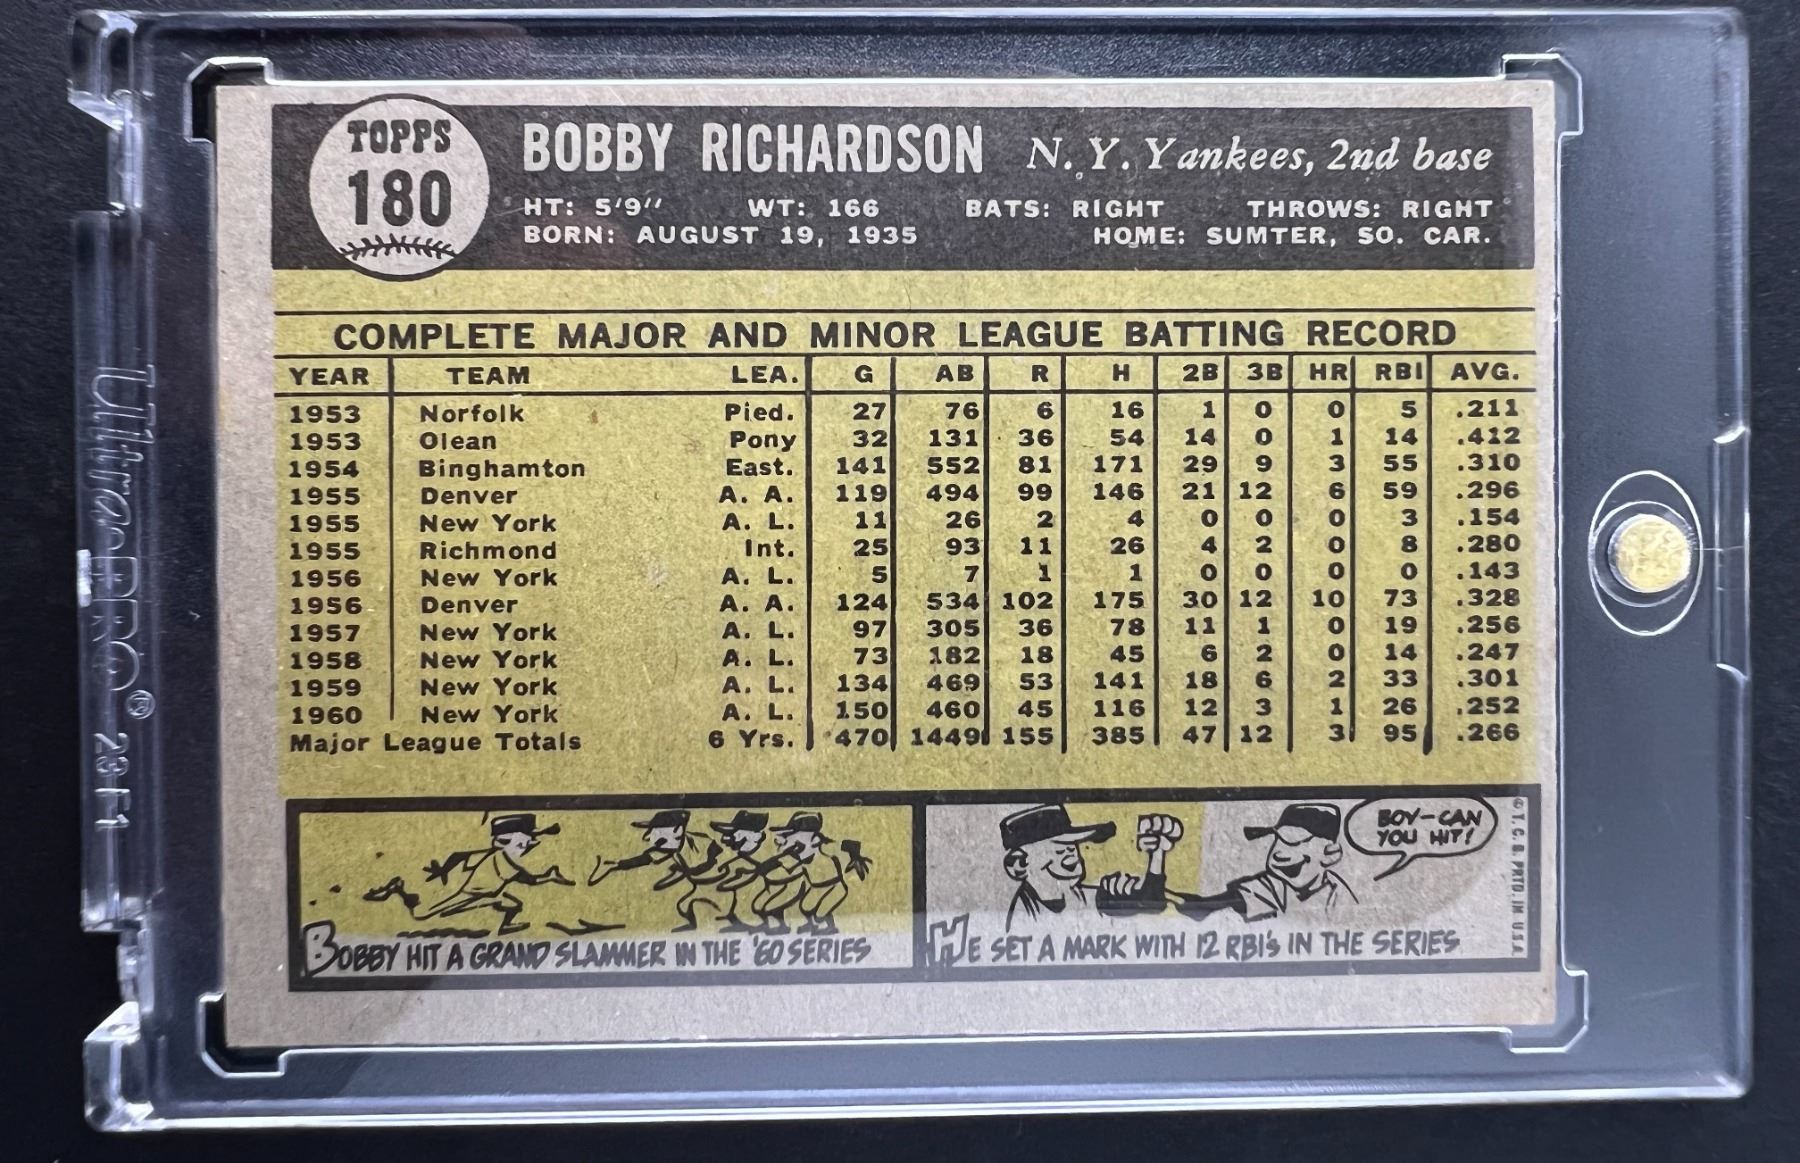 TOPPS
180
BOBBY RICHARDSON N. Y. Yankees, 2nd base
HT: 5'9'' WT: 166 BATS: RIGHT THROWS: RIGHT
BORN: AUGUST 19, 1935 HOME: SUMTER, SO. CAR.
COMPLETE MAJOR AND MINOR LEAGUE BATTING RECORD
YEAR TEAM LEA. G AB R H 2B 3B HR RBI AVG.
1953 Norfolk Pied. 27 76 6 16 1 0 0 5 .211
1953 Olean Pony 32 131 36 54 14 0 1 14 .412
1954 Binghamton East. 141 552 81 171 29 9 3 55 .310
1955 Denver A. A. 119 494 99 146 21 12 6 59 .296
1955 New York A. L. 11 26 2 4 0 0 0 3 .154
1955 Richmond Int. 25 93 11 26 4 2 0 8 .280
1956 New York A. L. 5 7 1 1 0 0 0 0 .143
1956 Denver A. A. 124 534 102 175 30 12 10 73 .328
1957 New York A. L. 97 305 36 78 11 1 0 19 .256
1958 New York A. L. 73 182 18 45 6 2 0 14 .247
1959 New York A. L. 134 469 53 141 18 6 2 33 .301
1960 New York A. L. 150 460 45 116 12 3 1 26 .252
Major League Totals 6 Yrs. 470 1449 155 385 47 12 3 95 .266
BOY-CAN
YOU HIT!
BOBBY HIT A GRAND SLAMMER IN THE '60 SERIES
HE SET A MARK WITH 12 RBI's IN THE SERIES
© T. C. G. PRTD. IN U.S.A.
Ultra PRO® 23-F1